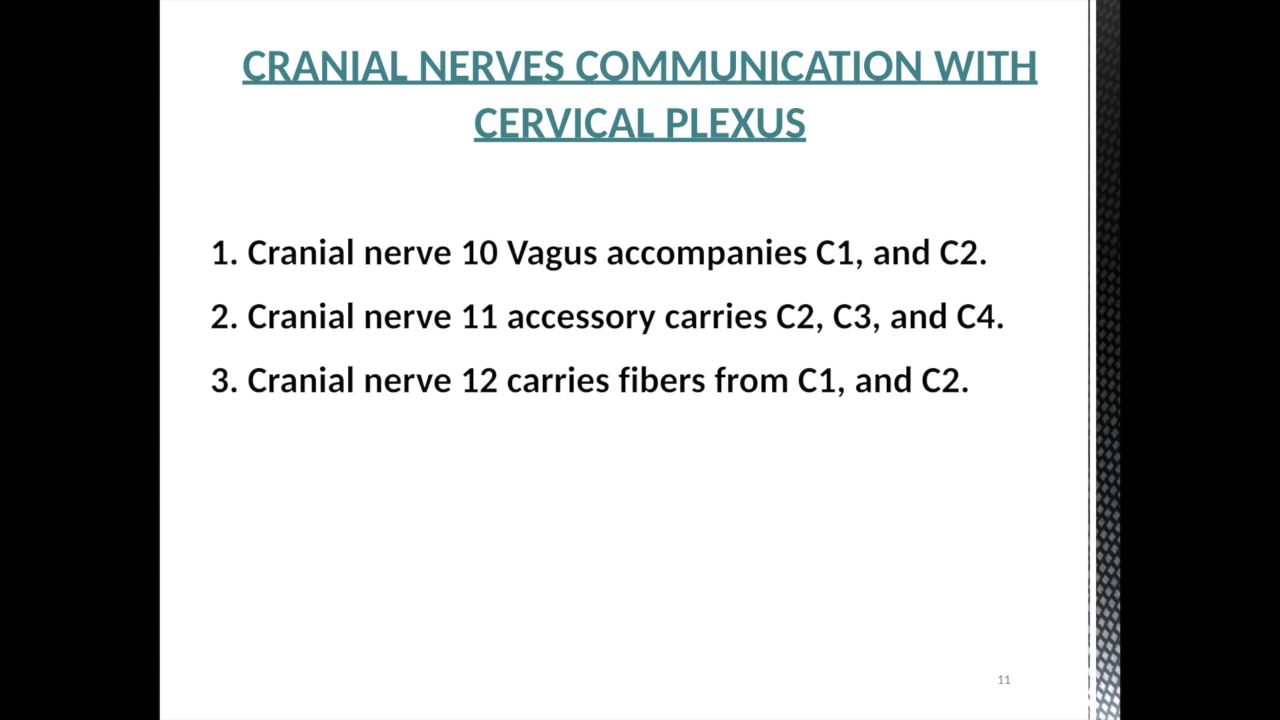 CRANIAL NERVES COMMUNICATION WITH
CERVICAL PLEXUS
1. Cranial nerve 10 Vagus accompanies C1, and C2.
2. Cranial nerve 11 accessory carries C2, C3, and C4.
3. Cranial nerve 12 carries fibers from C1, and C2.
11